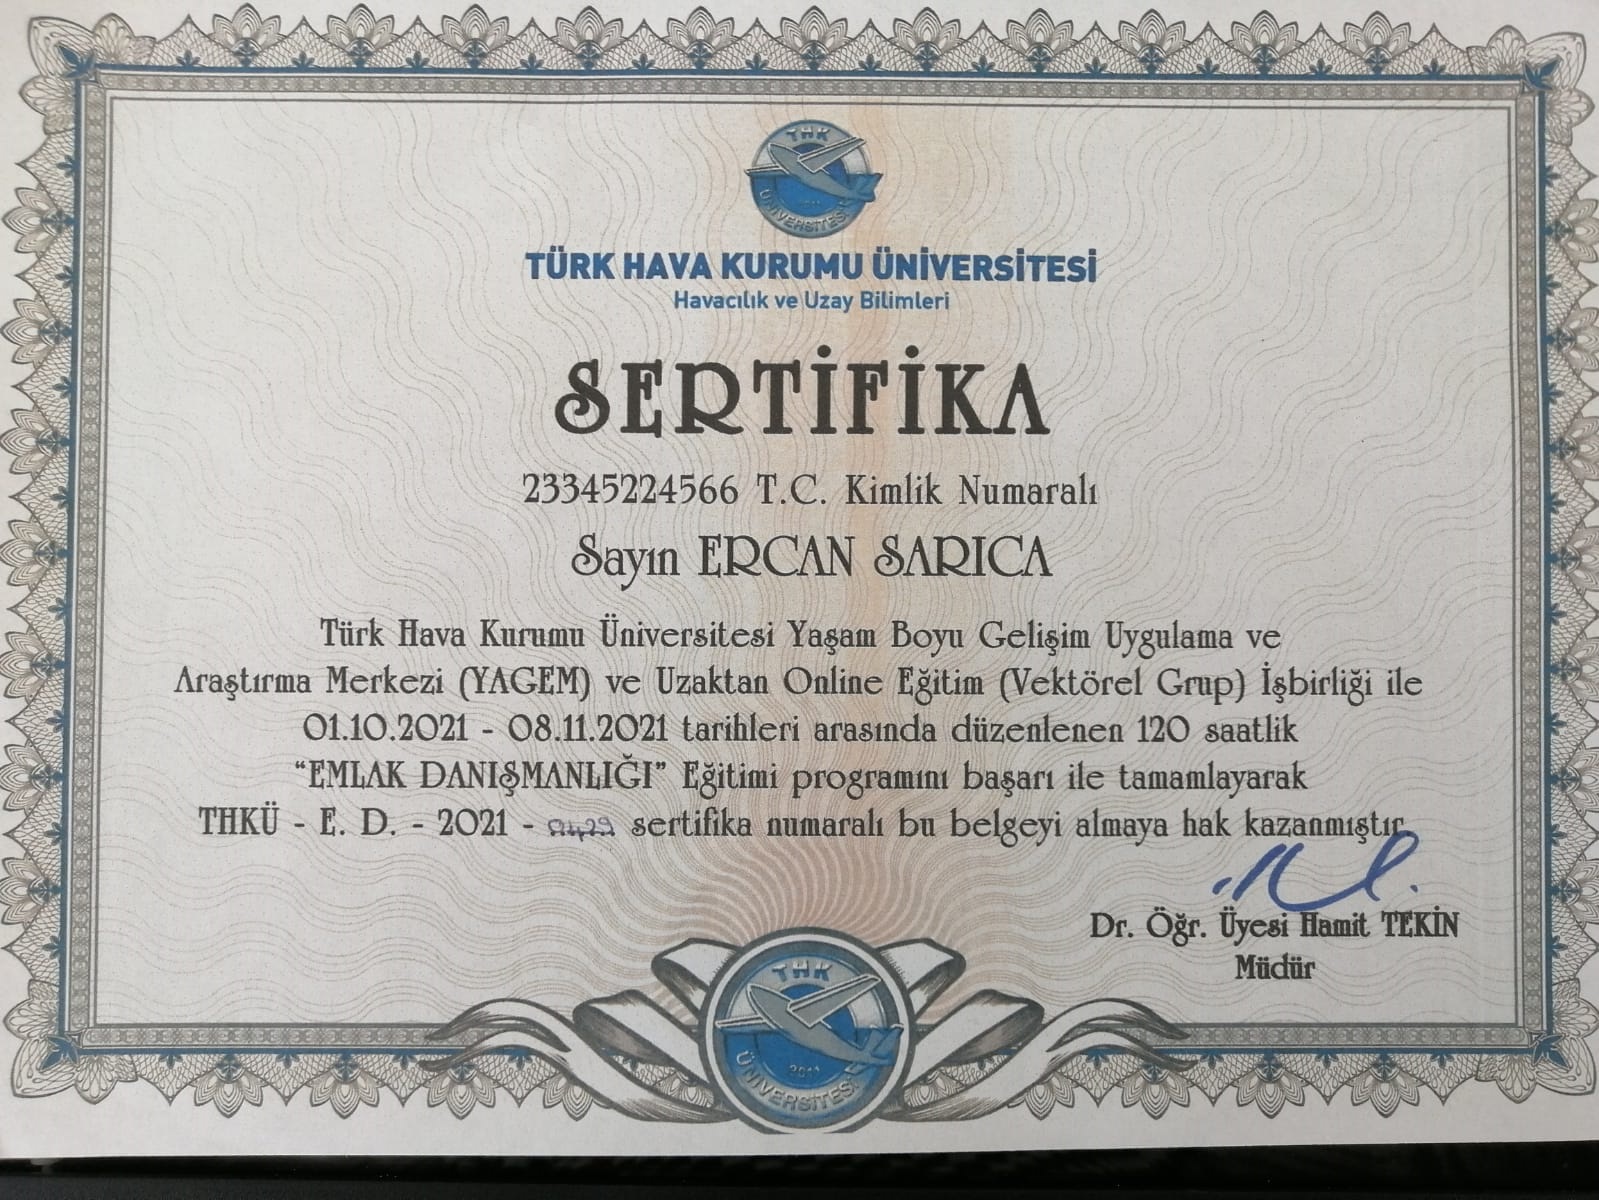 THK
ÜNİVERSİTESİ
TÜRK HAVA KURUMU ÜNİVERSİTESİ
Havacılık ve Uzay Bilimleri
SERTİFİKA
23345224566 T.C. Kimlik Numaralı
Sayın ERCAN SARICA
Türk Hava Kurumu Üniversitesi Yaşam Boyu Gelişim Uygulama ve
Araştırma Merkezi (YAGEM) ve Uzaktan Online Eğitim (Vektörel Grup) İşbirliği ile
01.10.2021 - 08.11.2021 tarihleri arasında düzenlenen 120 saatlik
“EMLAK DANIŞMANLIĞI” Eğitimi programını başarı ile tamamlayarak
THKÜ - E. D. - 2021 - sertifika numaralı bu belgeyi almaya hak kazanmıştır
Dr. Öğr. Üyesi Hamit TEKİN
Müdür
THK
2011
ÜNİVERSİTESİ